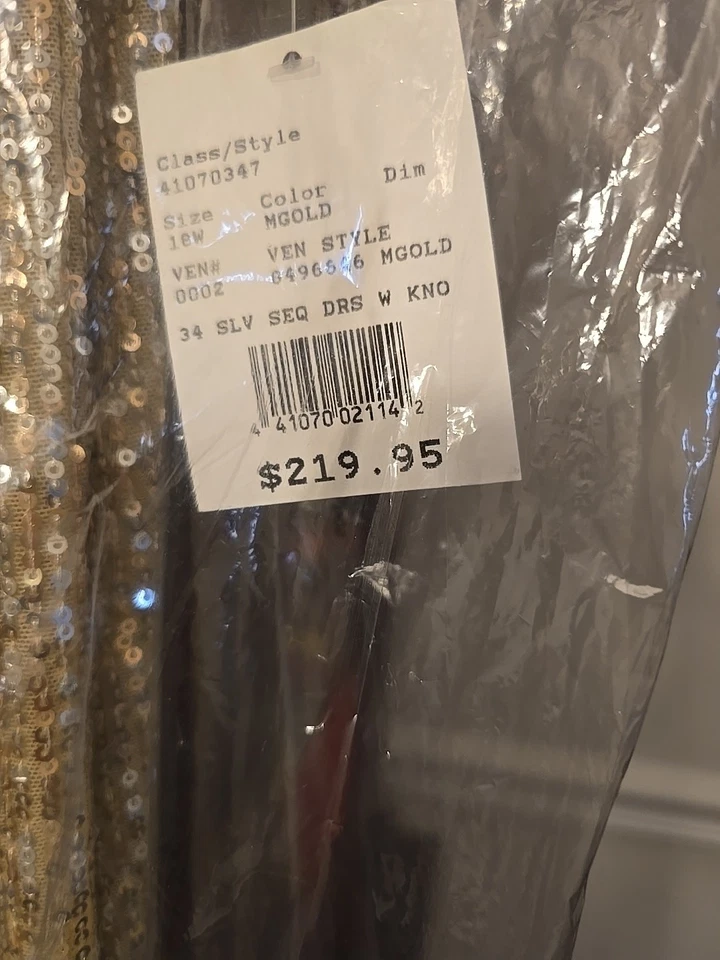 Class/Style
41070347
Size Color Dim
18W MGOLD
VEN# VEN STYLE
0002 MGOLD
34 SLV SEQ DRS W KNO
4 41070 02114 2
$219.95